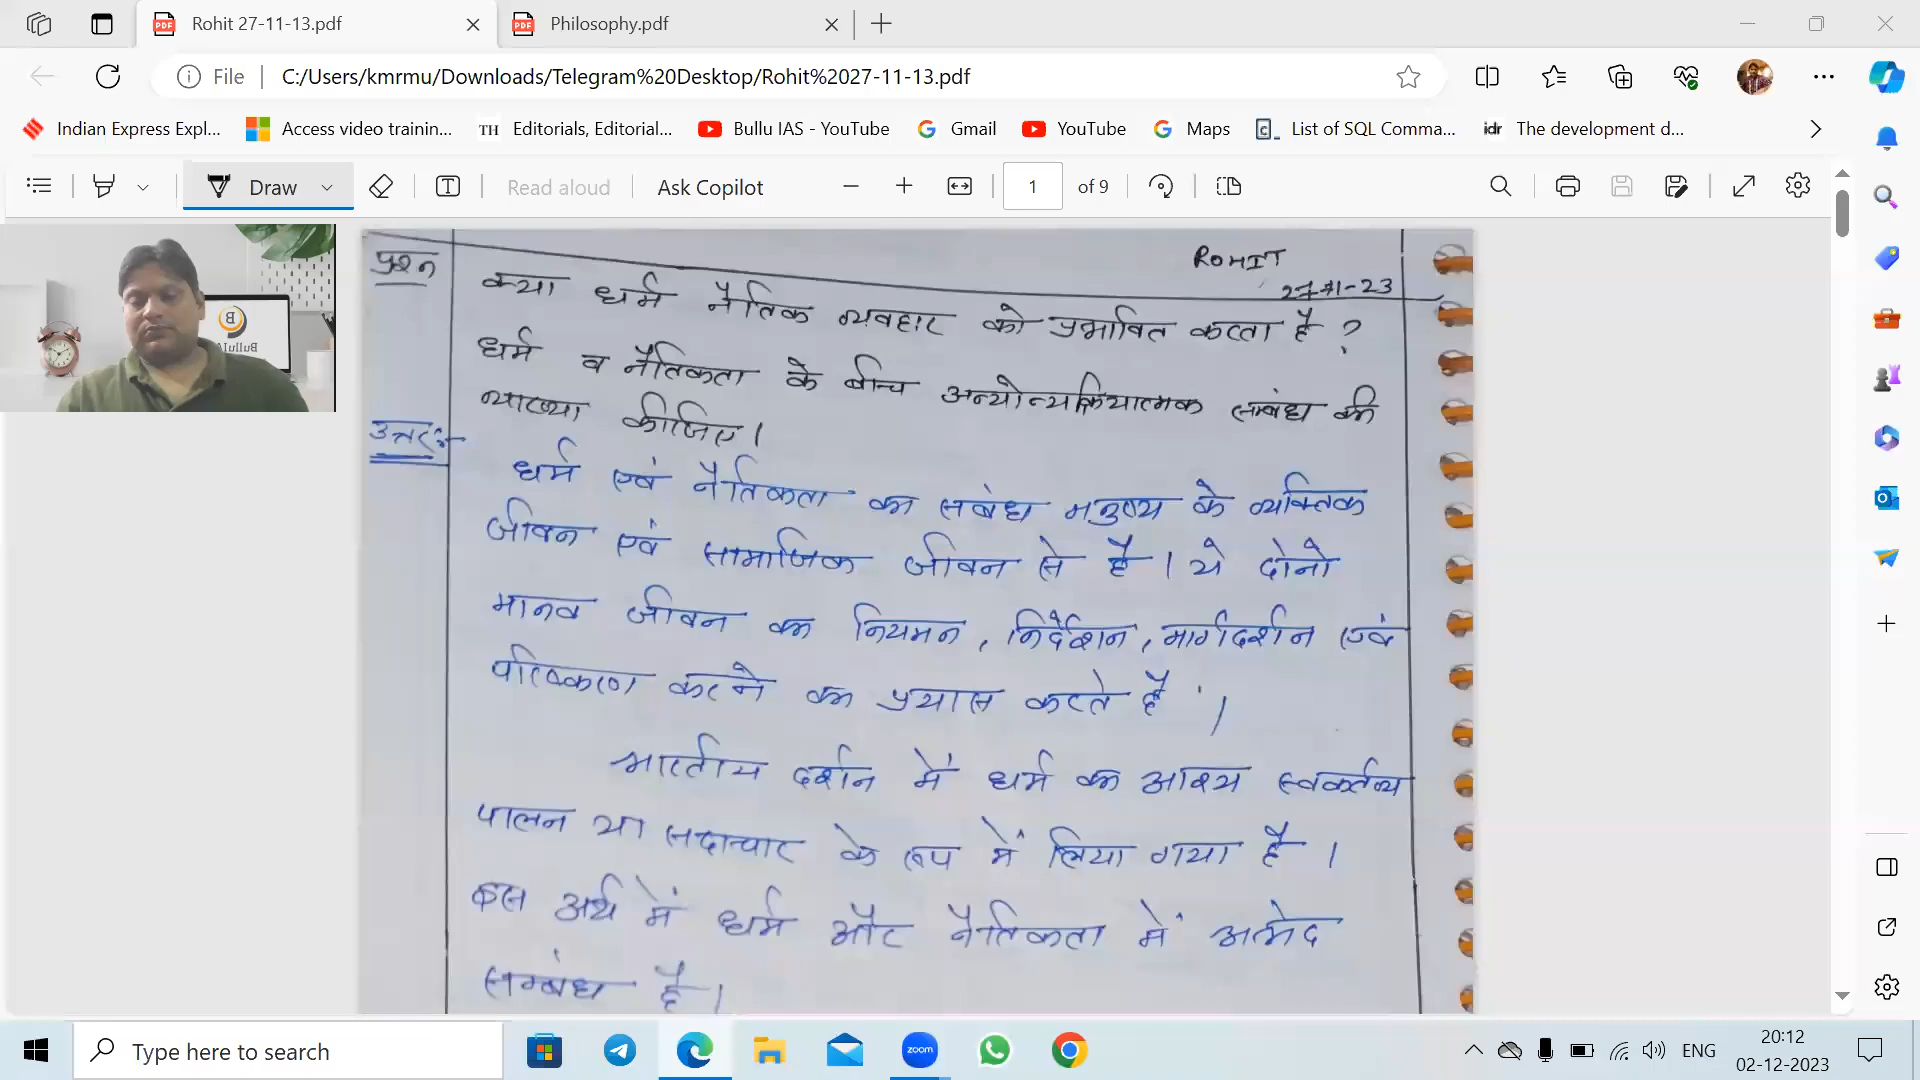 Rohit 27-11-13.pdf
Philosophy.pdf
File
C:/Users/kmrmu/Downloads/Telegram%20Desktop/Rohit%2027-11-13.pdf
Indian Express Expl...
Access video trainin...
TH Editorials, Editorial...
Bullu IAS - YouTube
Gmail
YouTube
Maps
List of SQL Comma...
idr The development d...
Draw
Read aloud
Ask Copilot
1 of 9
ROHIT
27-11-23
प्रश्न क्या धर्म नैतिक व्यवहार को प्रभावित करता है ?
धर्म व नैतिकता के बीच अन्योन्यक्रियात्मक सम्बंध की
व्याख्या कीजिए।
उत्तर:-
धर्म एवं नैतिकता का सबंध मनुष्य के व्यक्तिक
जीवन एवं सामाजिक जीवन से है। ये दोनो
मानव जीवन का नियमन, निर्देशन, मार्गदर्शन एवं
परिष्करण करने का प्रयास करते है ।
भारतीय दर्शन में धर्म का आशय स्वकर्तव्य
पालन या सदाचार के रूप में लिया गया है ।
इस अर्थ में धर्म और नैतिकता में अभेद
सम्बंध है।
Type here to search
zoom
ENG
20:12
02-12-2023